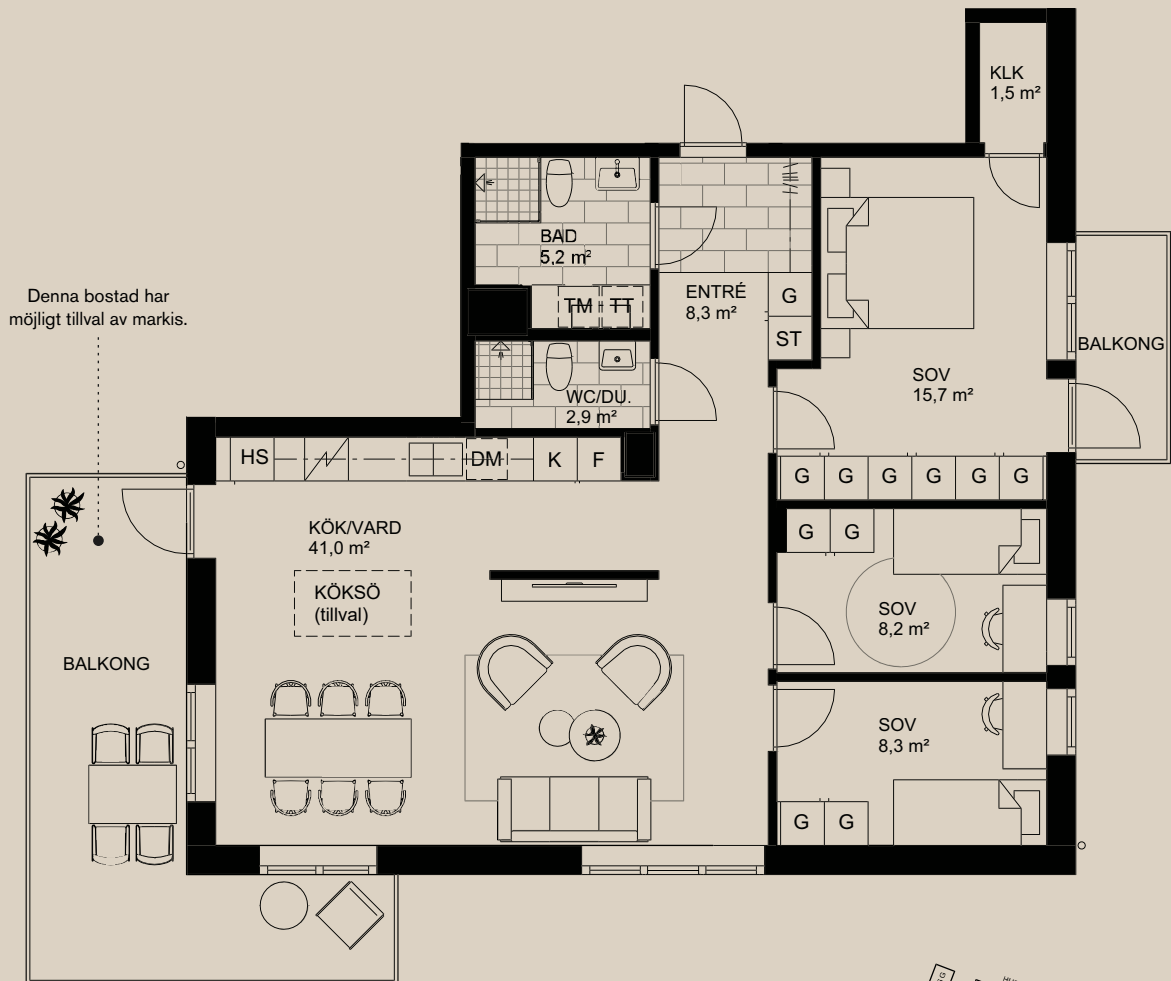 KLK
1,5 m²
BAD
5,2 m²
TM TT
ENTRÉ
8,3 m²
G
ST
Denna bostad har
möjligt tillval av markis.
BALKONG
SOV
15,7 m²
WC/DU.
2,9 m²
HS DM K F
G G G G G G
KÖK/VARD
41,0 m²
G G
KÖKSÖ
(tillval)
SOV
8,2 m²
BALKONG
SOV
8,3 m²
G G